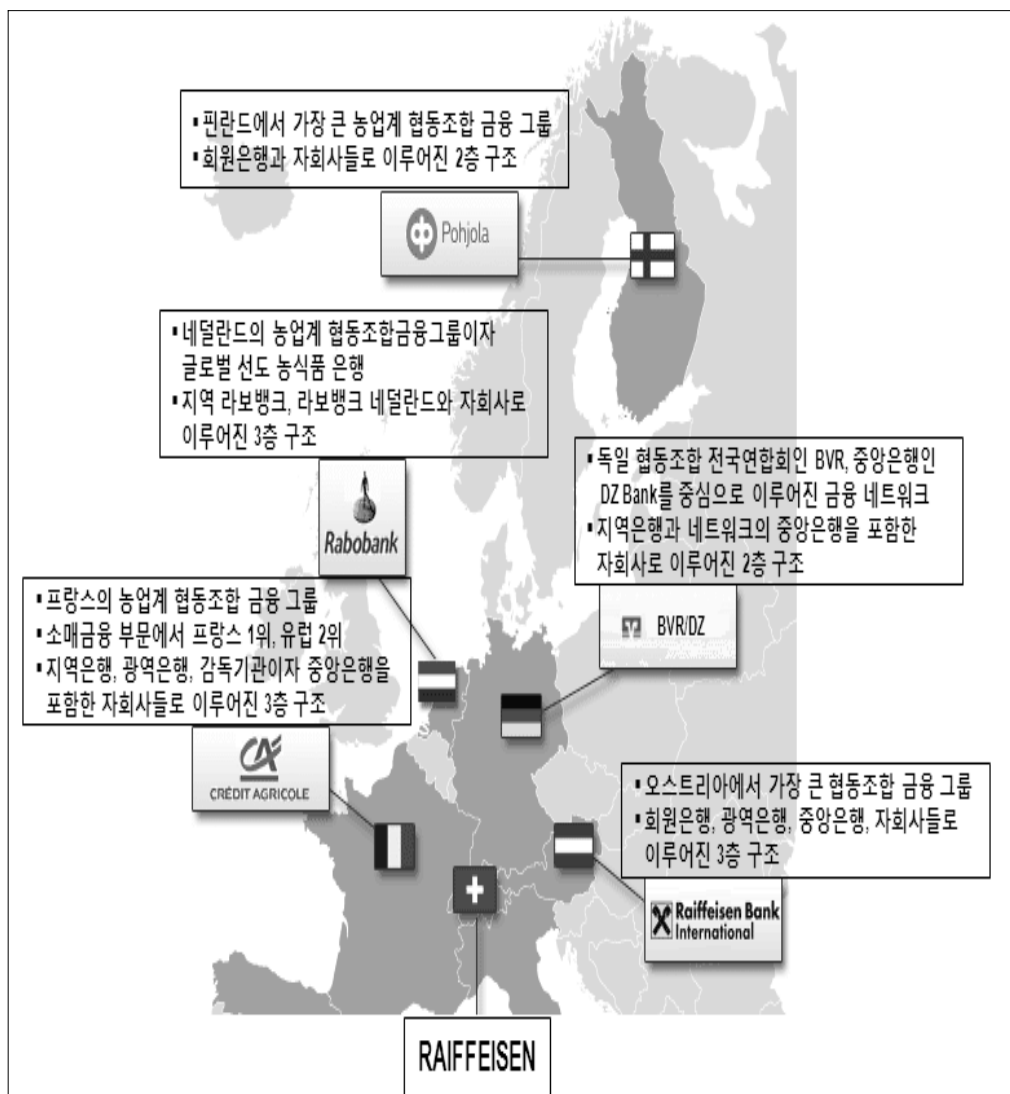 ▪핀란드에서 가장 큰 농업계 협동조합 금융 그룹
▪회원은행과 자회사들로 이루어진 2층 구조
Pohjola
▪네덜란드의 농업계 협동조합금융그룹이자
글로벌 선도 농식품 은행
▪지역 라보뱅크, 라보뱅크 네덜란드와 자회사로
이루어진 3층 구조
Rabobank
▪독일 협동조합 전국연합회인 BVR, 중앙은행인
DZ Bank를 중심으로 이루어진 금융 네트워크
▪지역은행과 네트워크의 중앙은행을 포함한
자회사로 이루어진 2층 구조
BVR/DZ
▪프랑스의 농업계 협동조합 금융 그룹
▪소매금융 부문에서 프랑스 1위, 유럽 2위
▪지역은행, 광역은행, 감독기관이자 중앙은행을
포함한 자회사들로 이루어진 3층 구조
CA
CRÉDIT AGRICOLE
▪오스트리아에서 가장 큰 협동조합 금융 그룹
▪회원은행, 광역은행, 중앙은행, 자회사들로
이루어진 3층 구조
Raiffeisen Bank
International
RAIFFEISEN